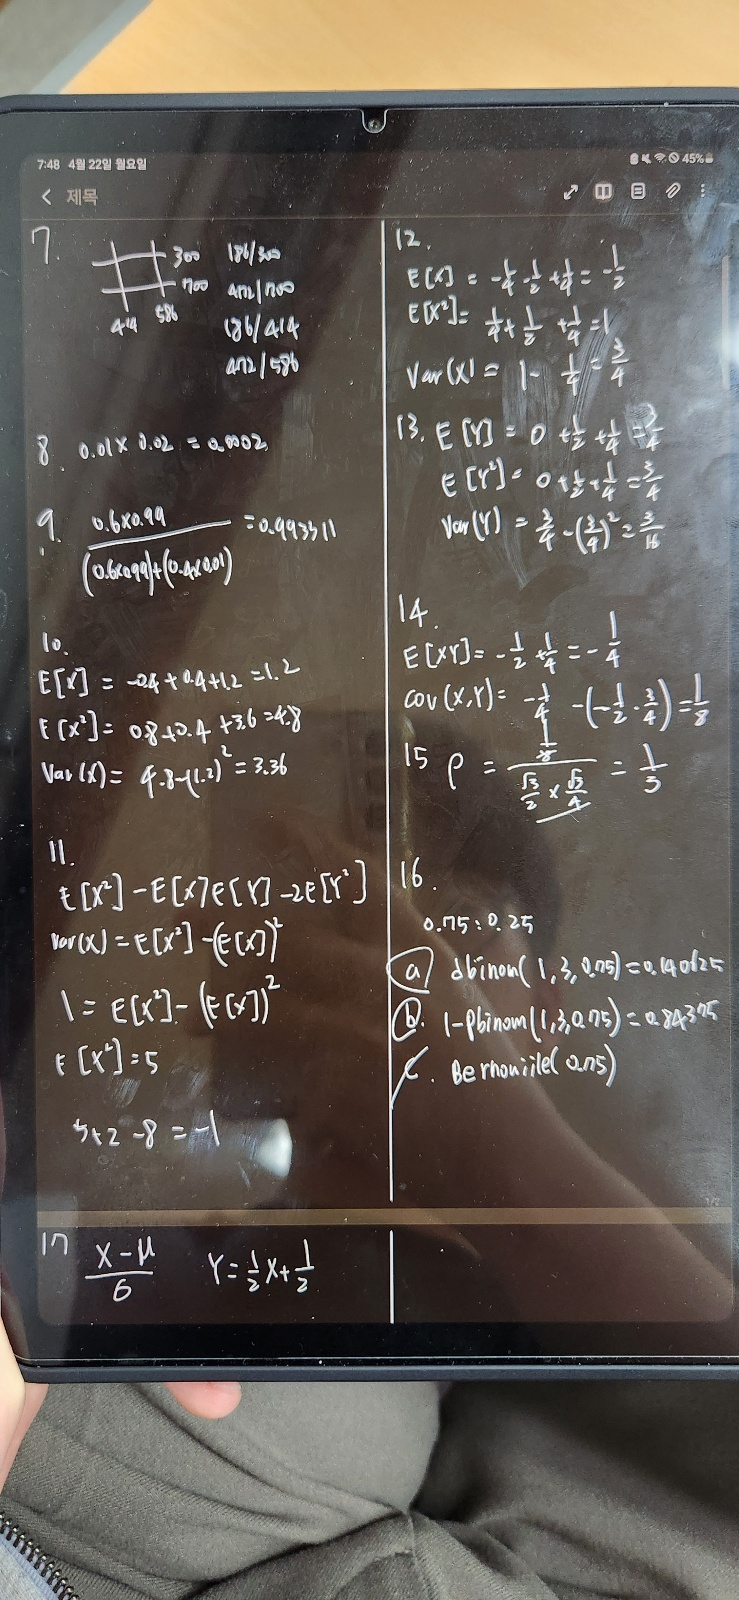 7:48 4월 22일 월요일
45%
제목
7.
300 186/300
700 412/700
44 586 186/414
412/586
8. 0.01 × 0.02 = 0.0002
9. 0.6×0.99 / (0.6×0.99)+(0.4×0.01) = 0.993311
10.
E[X] = -0.4+0.4+1.2 = 1.2
E[X²] = 0.8+0.4+3.6 = 4.8
Var(X) = 4.8-(1.2)² = 3.36
11.
E[X²] - E[X]E[Y] - 2E[Y²]
Var(X) = E[X²] - (E[X])²
1 = E[X²] - (E[X])²
E[X²] = 5
5+2-8 = -1
12.
E[X] = -1/4 - 1/2 + 1/4 = -1/2
E[X²] = 1/4 + 1/2 + 1/4 = 1
Var(X) = 1 - 1/4 = 3/4
13. E[Y] = 0 + 1/2 + 1/4 = 3/4
E[Y²] = 0 + 1/2 + 1/4 = 3/4
Var(Y) = 3/4 - (3/4)² = 3/16
14.
E[XY] = -1/2 + 1/4 = -1/4
cov(X,Y) = -1/4 - (-1/2 · 3/4) = 1/8
15 ρ = 1/8 / (√3/2 × √3/4) = 1/3
16.
0.75 : 0.25
a) dbinom(1,3,0.75) = 0.140625
b. 1-pbinom(1,3,0.75) = 0.84375
c. Bernouiile(0.75)
17 X-μ / 6 Y = 1/2 X + 1/2